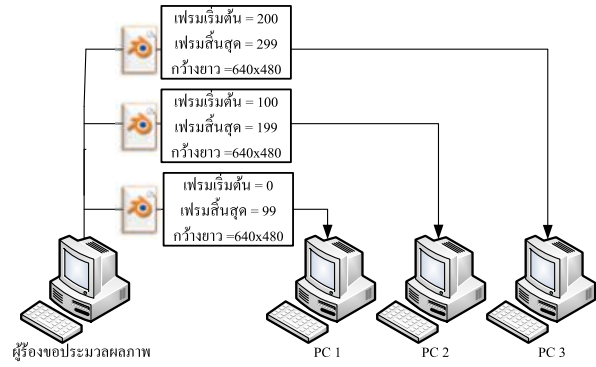 เฟรมเริ่มต้น = 200
เฟรมสิ้นสุด = 299
กว้างยาว =640x480
เฟรมเริ่มต้น = 100
เฟรมสิ้นสุด = 199
กว้างยาว =640x480
เฟรมเริ่มต้น = 0
เฟรมสิ้นสุด = 99
กว้างยาว =640x480
ผู้ร้องขอประมวลผลภาพ
PC 1
PC 2
PC 3